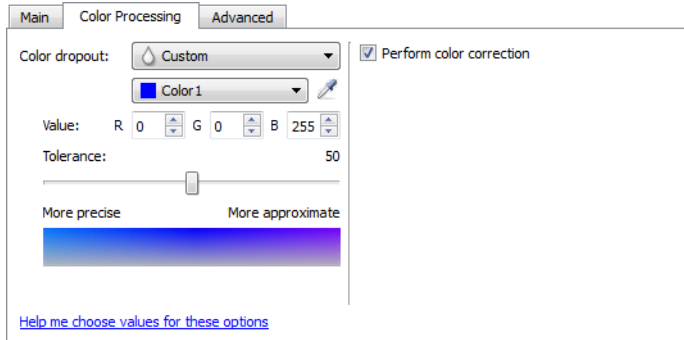 Main Color Processing Advanced
Color dropout: Custom
Perform color correction
Color1
Value: R 0 G 0 B 255
Tolerance: 50
More precise More approximate
Help me choose values for these options